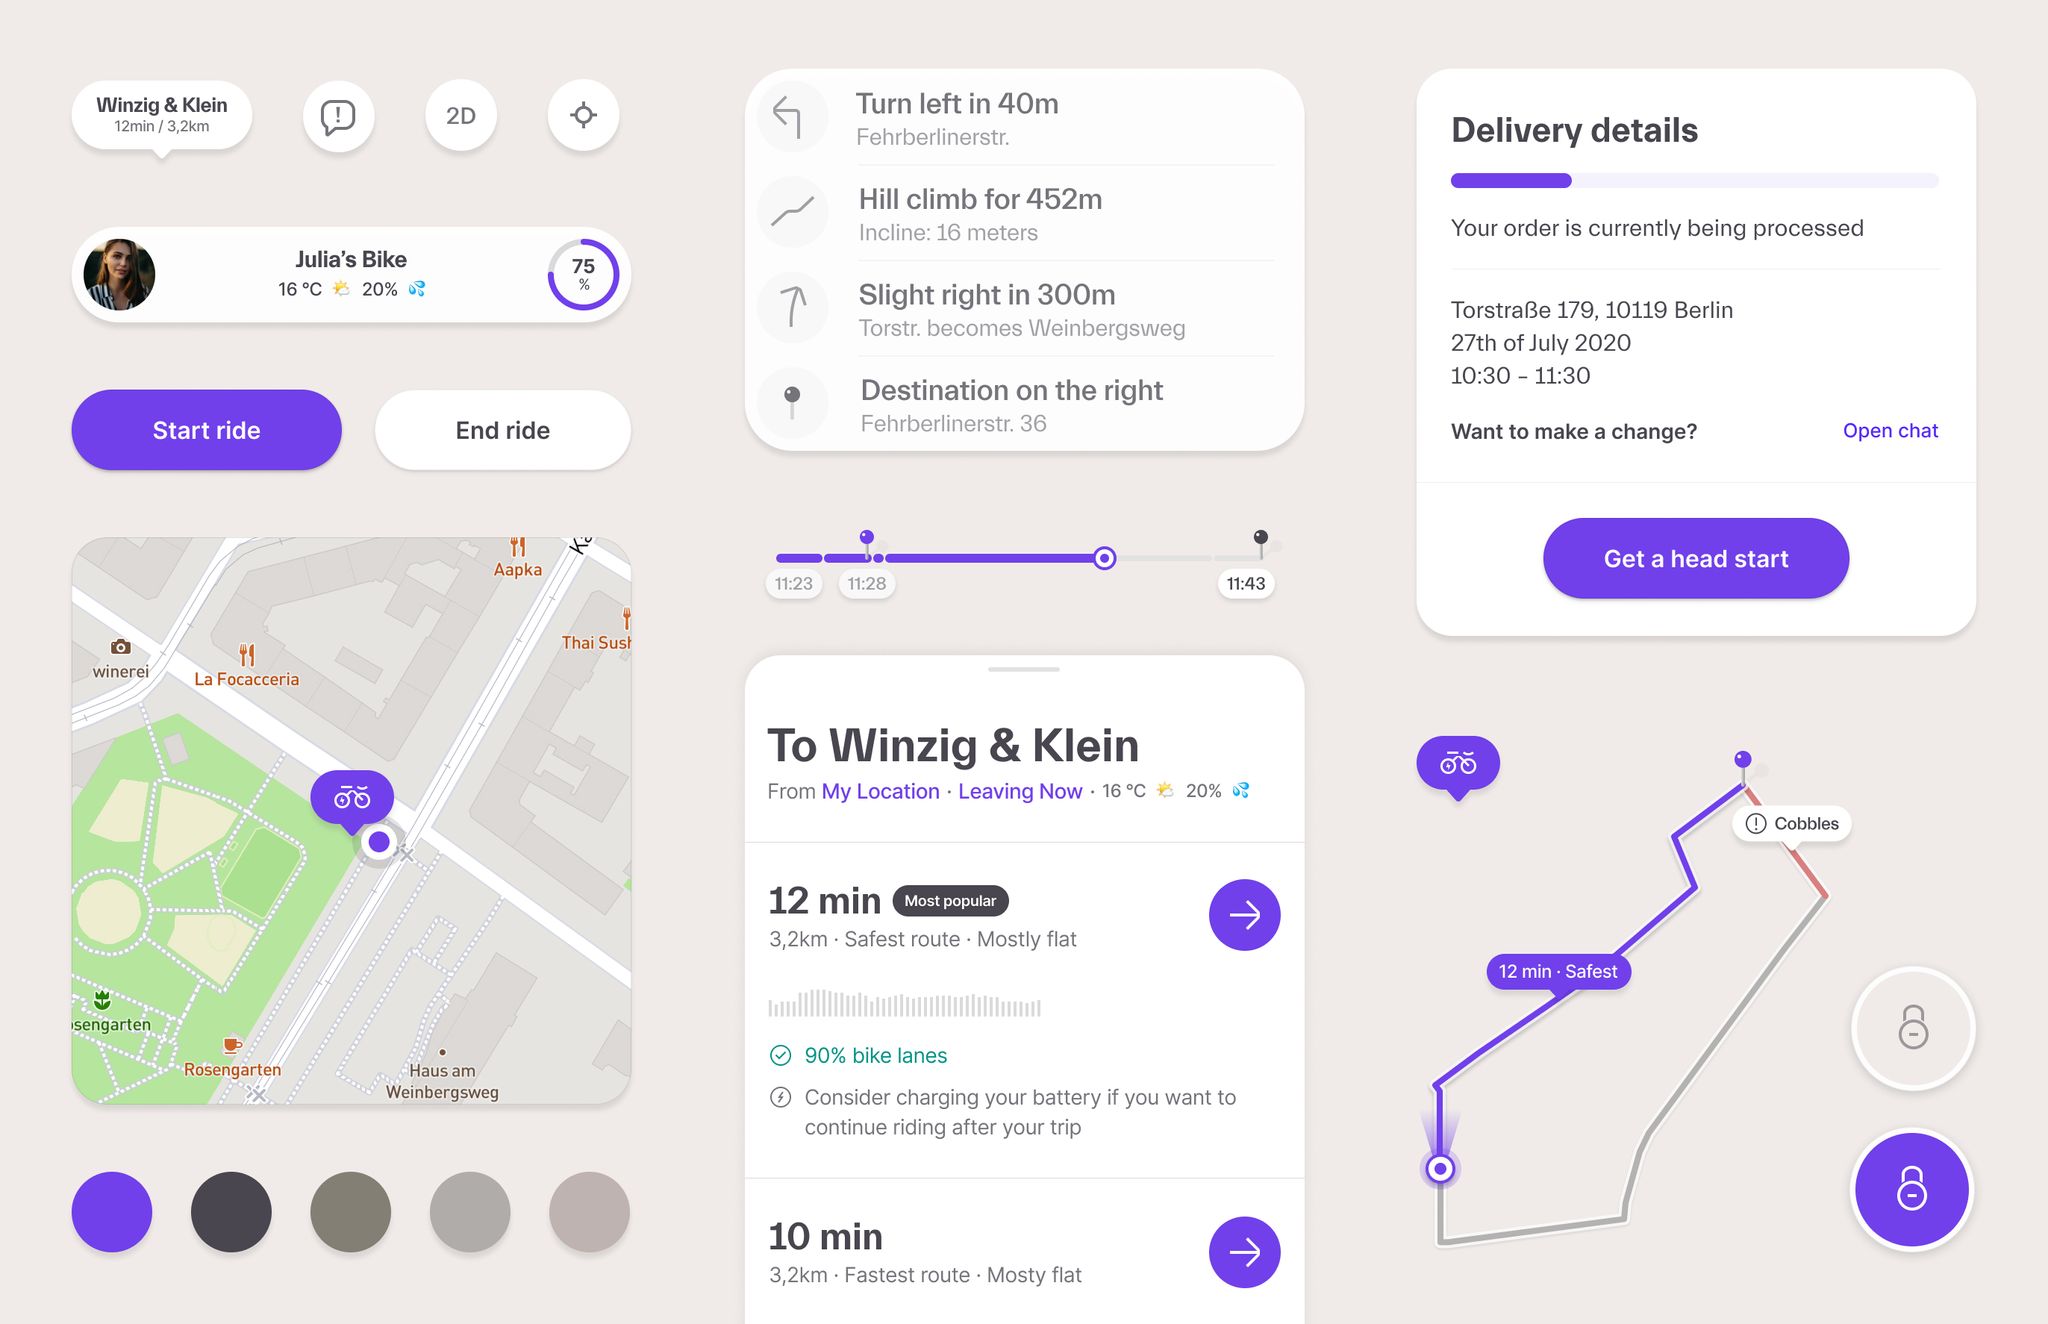 Winzig & Klein
12min / 3,2km
2D
Julia's Bike
16 °C 20%
75
%
Start ride
End ride
Aapka
Thai Sush
winerei
La Focacceria
osengarten
Rosengarten
Haus am
Weinbergsweg
Turn left in 40m
Fehrberlinerstr.
Hill climb for 452m
Incline: 16 meters
Slight right in 300m
Torstr. becomes Weinbergsweg
Destination on the right
Fehrberlinerstr. 36
11:23
11:28
11:43
To Winzig & Klein
From My Location · Leaving Now · 16 °C 20%
12 min Most popular
3,2km · Safest route · Mostly flat
90% bike lanes
Consider charging your battery if you want to
continue riding after your trip
10 min
3,2km · Fastest route · Mosty flat
Delivery details
Your order is currently being processed
Torstraße 179, 10119 Berlin
27th of July 2020
10:30 – 11:30
Want to make a change? Open chat
Get a head start
Cobbles
12 min · Safest